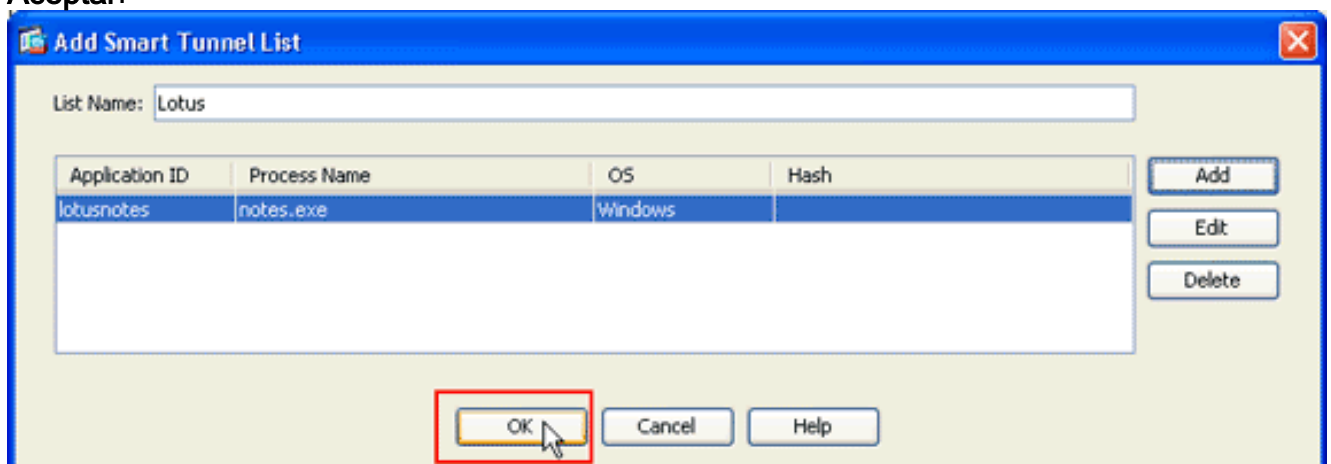 Aceptar.
Add Smart Tunnel List
List Name: Lotus
Application ID Process Name OS Hash
lotusnotes notes.exe Windows
Add
Edit
Delete
OK Cancel Help